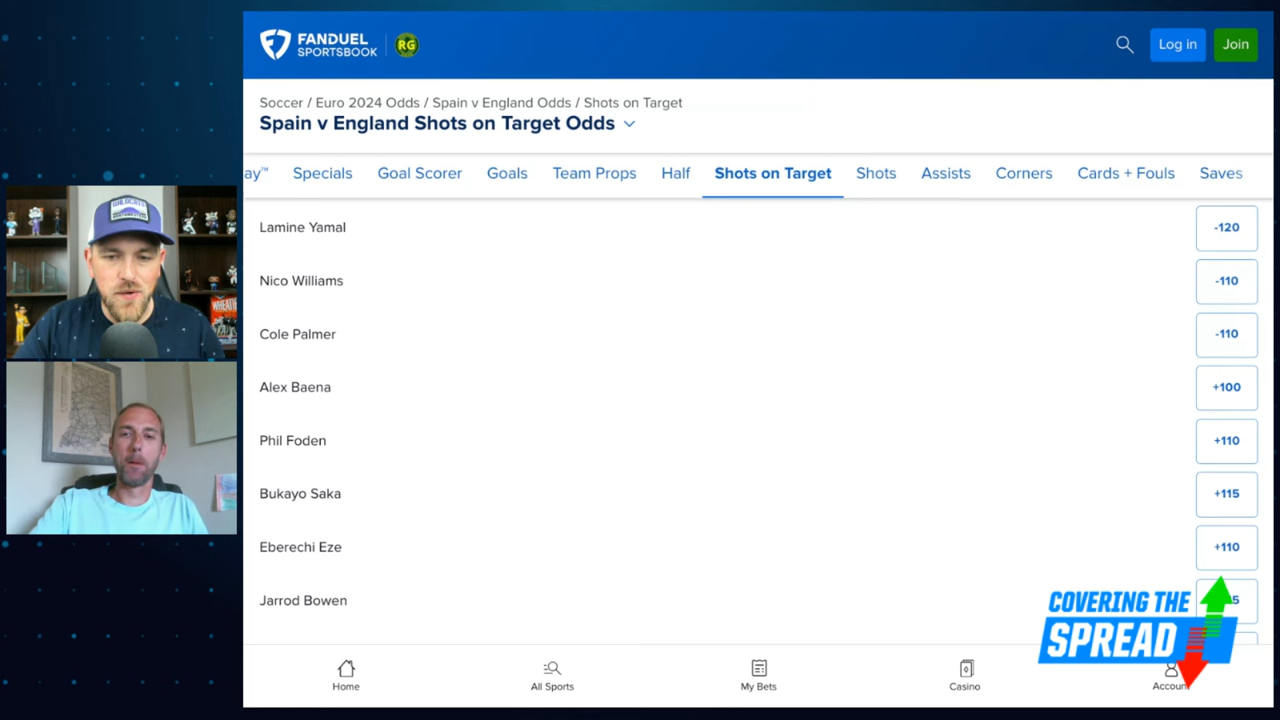 FANDUEL
SPORTSBOOK
RG
Log in
Join
Soccer / Euro 2024 Odds / Spain v England Odds / Shots on Target
Spain v England Shots on Target Odds
ay™ Specials Goal Scorer Goals Team Props Half Shots on Target Shots Assists Corners Cards + Fouls Saves
Lamine Yamal -120
Nico Williams -110
Cole Palmer -110
Alex Baena +100
Phil Foden +110
Bukayo Saka +115
Eberechi Eze +110
Jarrod Bowen
COVERING THE
SPREAD
Home
All Sports
My Bets
Casino
Account
WILDCATS
WHEATIES